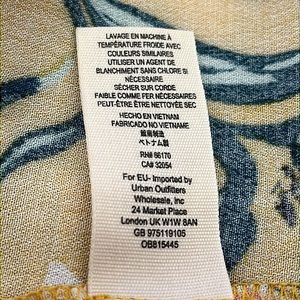 LAVAGE EN MACHINE À
TEMPÉRATURE FROIDE AVEC
COULEURS SIMILAIRES
UTILISER UN AGENT DE
BLANCHIMENT SANS CHLORE SI
NÉCESSAIRE
SÉCHER SUR CORDE
FAIBLE COMME FER NÉCESSAIRES
PEUT-ÊTRE ÊTRE NETTOYÉE SEC
HECHO EN VIETNAM
FABRICADO NO VIETNAME
越南製造
ベトナム製
RN# 66170
CA# 32054
For EU- Imported by
Urban Outfitters
Wholesale, Inc
24 Market Place
London UK W1W 8AN
GB 975119105
OB815445